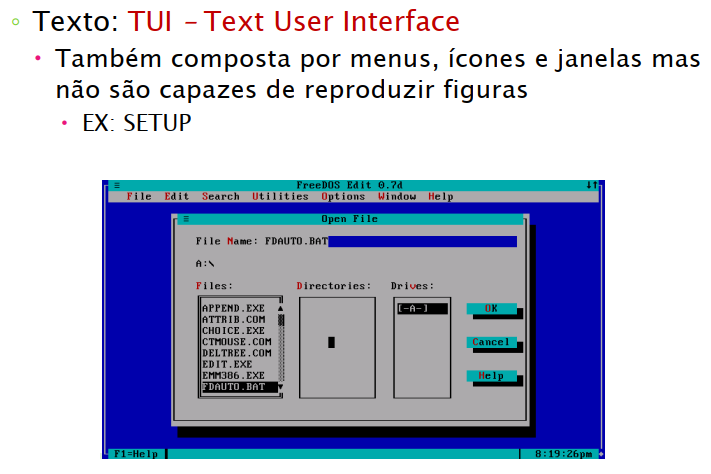 Texto: TUI – Text User Interface
Também composta por menus, ícones e janelas mas
não são capazes de reproduzir figuras
EX: SETUP
FreeDOS Edit 0.7d
File Edit Search Utilities Options Window Help
Open File
File Name: FDAUTO.BAT
A:\
Files: Directories: Drives:
APPEND.EXE [-A-] OK
ATTRIB.COM
CHOICE.EXE
CTMOUSE.COM Cancel
DELTREE.COM
EDIT.EXE
EMM386.EXE Help
FDAUTO.BAT
F1=Help 8:19:26pm